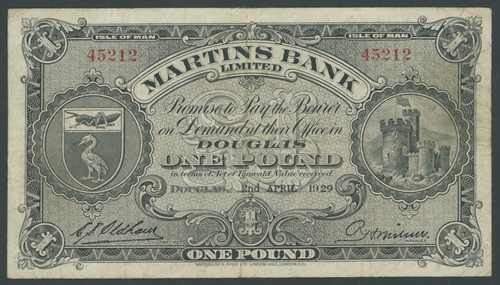 ISLE OF MAN ISLE OF MAN
45212 45212
MARTINS BANK
LIMITED
Promise to Pay the Bearer
on Demand at their Office in
DOUGLAS
ONE POUND
in terms of Act of Tynwald Value received
DOUGLAS, 2nd APRIL 1929
MANAGER
ONE POUND